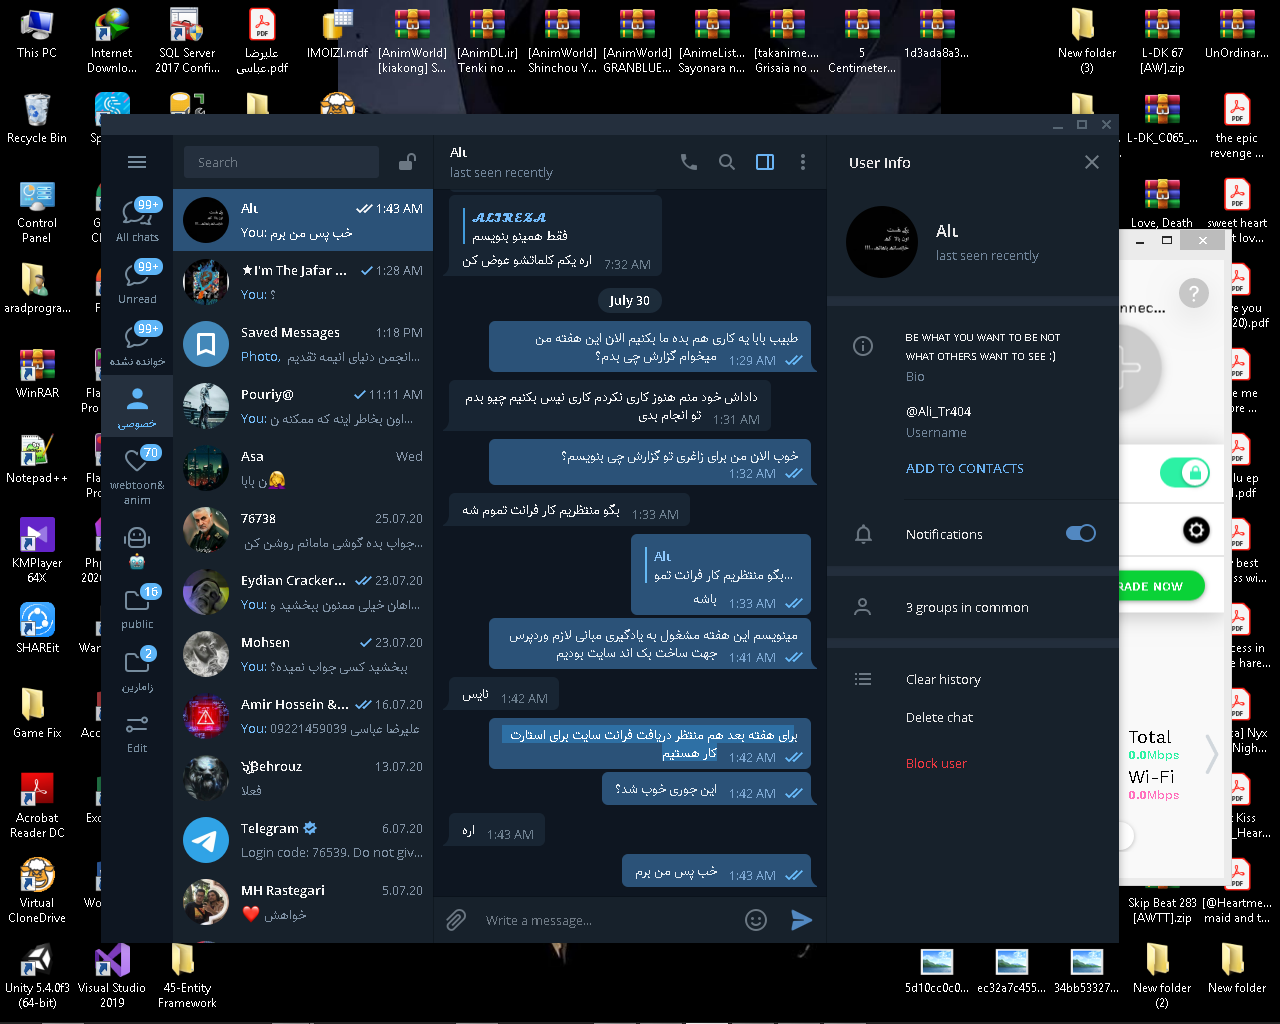 This PC
Internet
Downlo...
SQL Server
2017 Confi...
علیرضا
عباسی.pdf
IMOIZI.mdf
[AnimWorld]
[kiakong] S...
[AnimDL.ir]
Tenki no ...
[AnimWorld]
Shinchou Y...
[AnimWorld]
GRANBLUE...
[AnimeList...
Sayonara n...
[takanime....
Grisaia no ...
5
Centimeter...
1d3ada8a3...
New folder
(3)
L-DK 67
[AW].zip
UnOrdinar...
Recycle Bin
L-DK_C065_...
the epic
revenge ...
Control
Panel
Love, Death
sweet heart
aradprogra...
WinRAR
Notepad++
KMPlayer
64X
SHAREit
Game Fix
Acrobat
Reader DC
Virtual
CloneDrive
Unity 5.4.0f3
(64-bit)
Visual Studio
2019
45-Entity
Framework
99+
All chats
99+
Unread
99+
خوانده نشده
خصوصی
70
webtoon&
anim
16
public
2
زامارین
Edit
Search
Alι 1:43 AM
You: خب پس من برم
★I'm The Jafar ... 1:28 AM
You: ؟
Saved Messages 1:18 PM
Photo, انجمن دنیای انیمه تقدیم...
Pouriy@ 11:11 AM
You: اون بخاطر اینه که ممکنه ن...
Asa Wed
ن بابا🤦‍♀️
76738 25.07.20
جواب بده گوشی مامانم روشن کن...
Eydian Cracker... 23.07.20
You: اهان خیلی ممنون ببخشید و...
Mohsen 23.07.20
You: ببخشید کسی جواب نمیده؟
Amir Hossein &... 16.07.20
You: علیرضا عباسی 09221459039
Behrouz 13.07.20
فعلا
Telegram 6.07.20
Login code: 76539. Do not giv...
MH Rastegari 5.07.20
❤️ خواهش
Alι
last seen recently
𝓐𝓛𝓘𝓡𝓔𝓩𝓐
فقط همینو بنویسم
اره یکم کلماتشو عوض کن 7:32 AM
July 30
طبیب بابا یه کاری هم بده ما بکنیم الان این هفته من
میخوام گزارش چی بدم؟ 1:29 AM
داداش خود منم هنوز کاری نکردم کاری نیس بکنیم چیو بدم
تو انجام بدی 1:31 AM
خوب الان من برای زاغری تو گزارش چی بنویسم؟
1:32 AM
بگو منتظریم کار فرانت تموم شه 1:33 AM
Alι
بگو منتظریم کار فرانت تمو...
باشه 1:33 AM
مینویسم این هفته مشغول به یادگیری مبانی لازم وردپرس
جهت ساخت بک اند سایت بودیم 1:41 AM
نایس 1:42 AM
برای هفته بعد هم منتظر دریافت فرانت سایت برای استارت
کار هستیم 1:42 AM
این جوری خوب شد؟ 1:42 AM
اره 1:43 AM
خب پس من برم 1:43 AM
Write a message...
User Info
Alι
last seen recently
BE WHAT YOU WANT TO BE NOT
WHAT OTHERS WANT TO SEE :)
Bio
@Ali_Tr404
Username
ADD TO CONTACTS
Notifications
3 groups in common
Clear history
Delete chat
Block user
nnec...
?
RADE NOW
Total
0.0Mbps
Wi-Fi
0.0Mbps
Skip Beat 283
[AWTT].zip
[@Heartme...
maid and t...
5d10cc0c0...
ec32a7c455...
34bb53327...
New folder
(2)
New folder